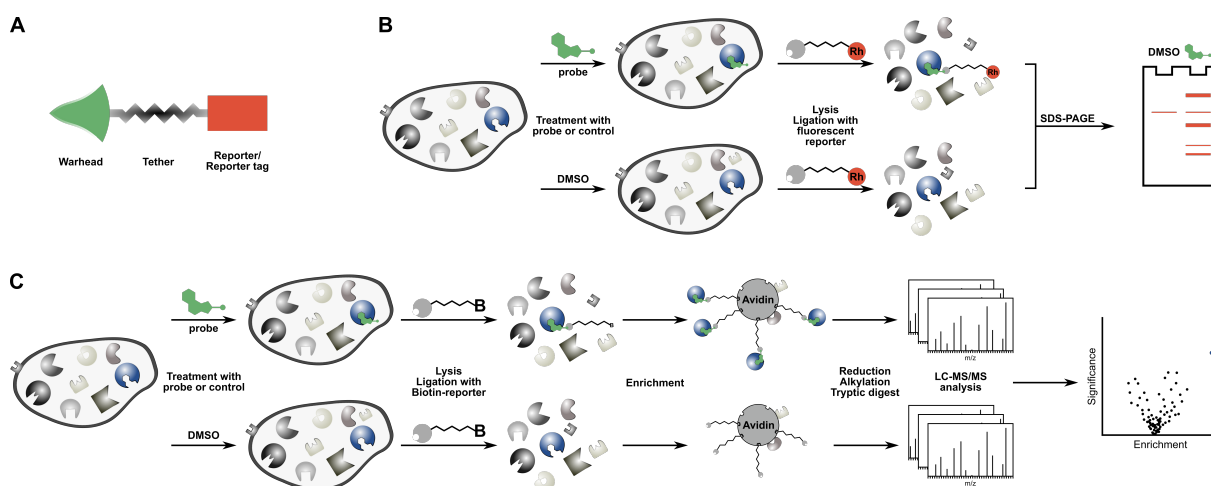 A
Warhead
Tether
Reporter/
Reporter tag
B
Treatment with
probe or control
probe
DMSO
Rh
Rh
Lysis
Ligation with
fluorescent
reporter
Rh
SDS-PAGE
DMSO
C
Treatment with
probe or control
probe
DMSO
B
B
Lysis
Ligation with
Biotin-reporter
B
Enrichment
Avidin
Avidin
Reduction
Alkylation
Tryptic digest
m/z
LC-MS/MS
analysis
m/z
Significance
Enrichment